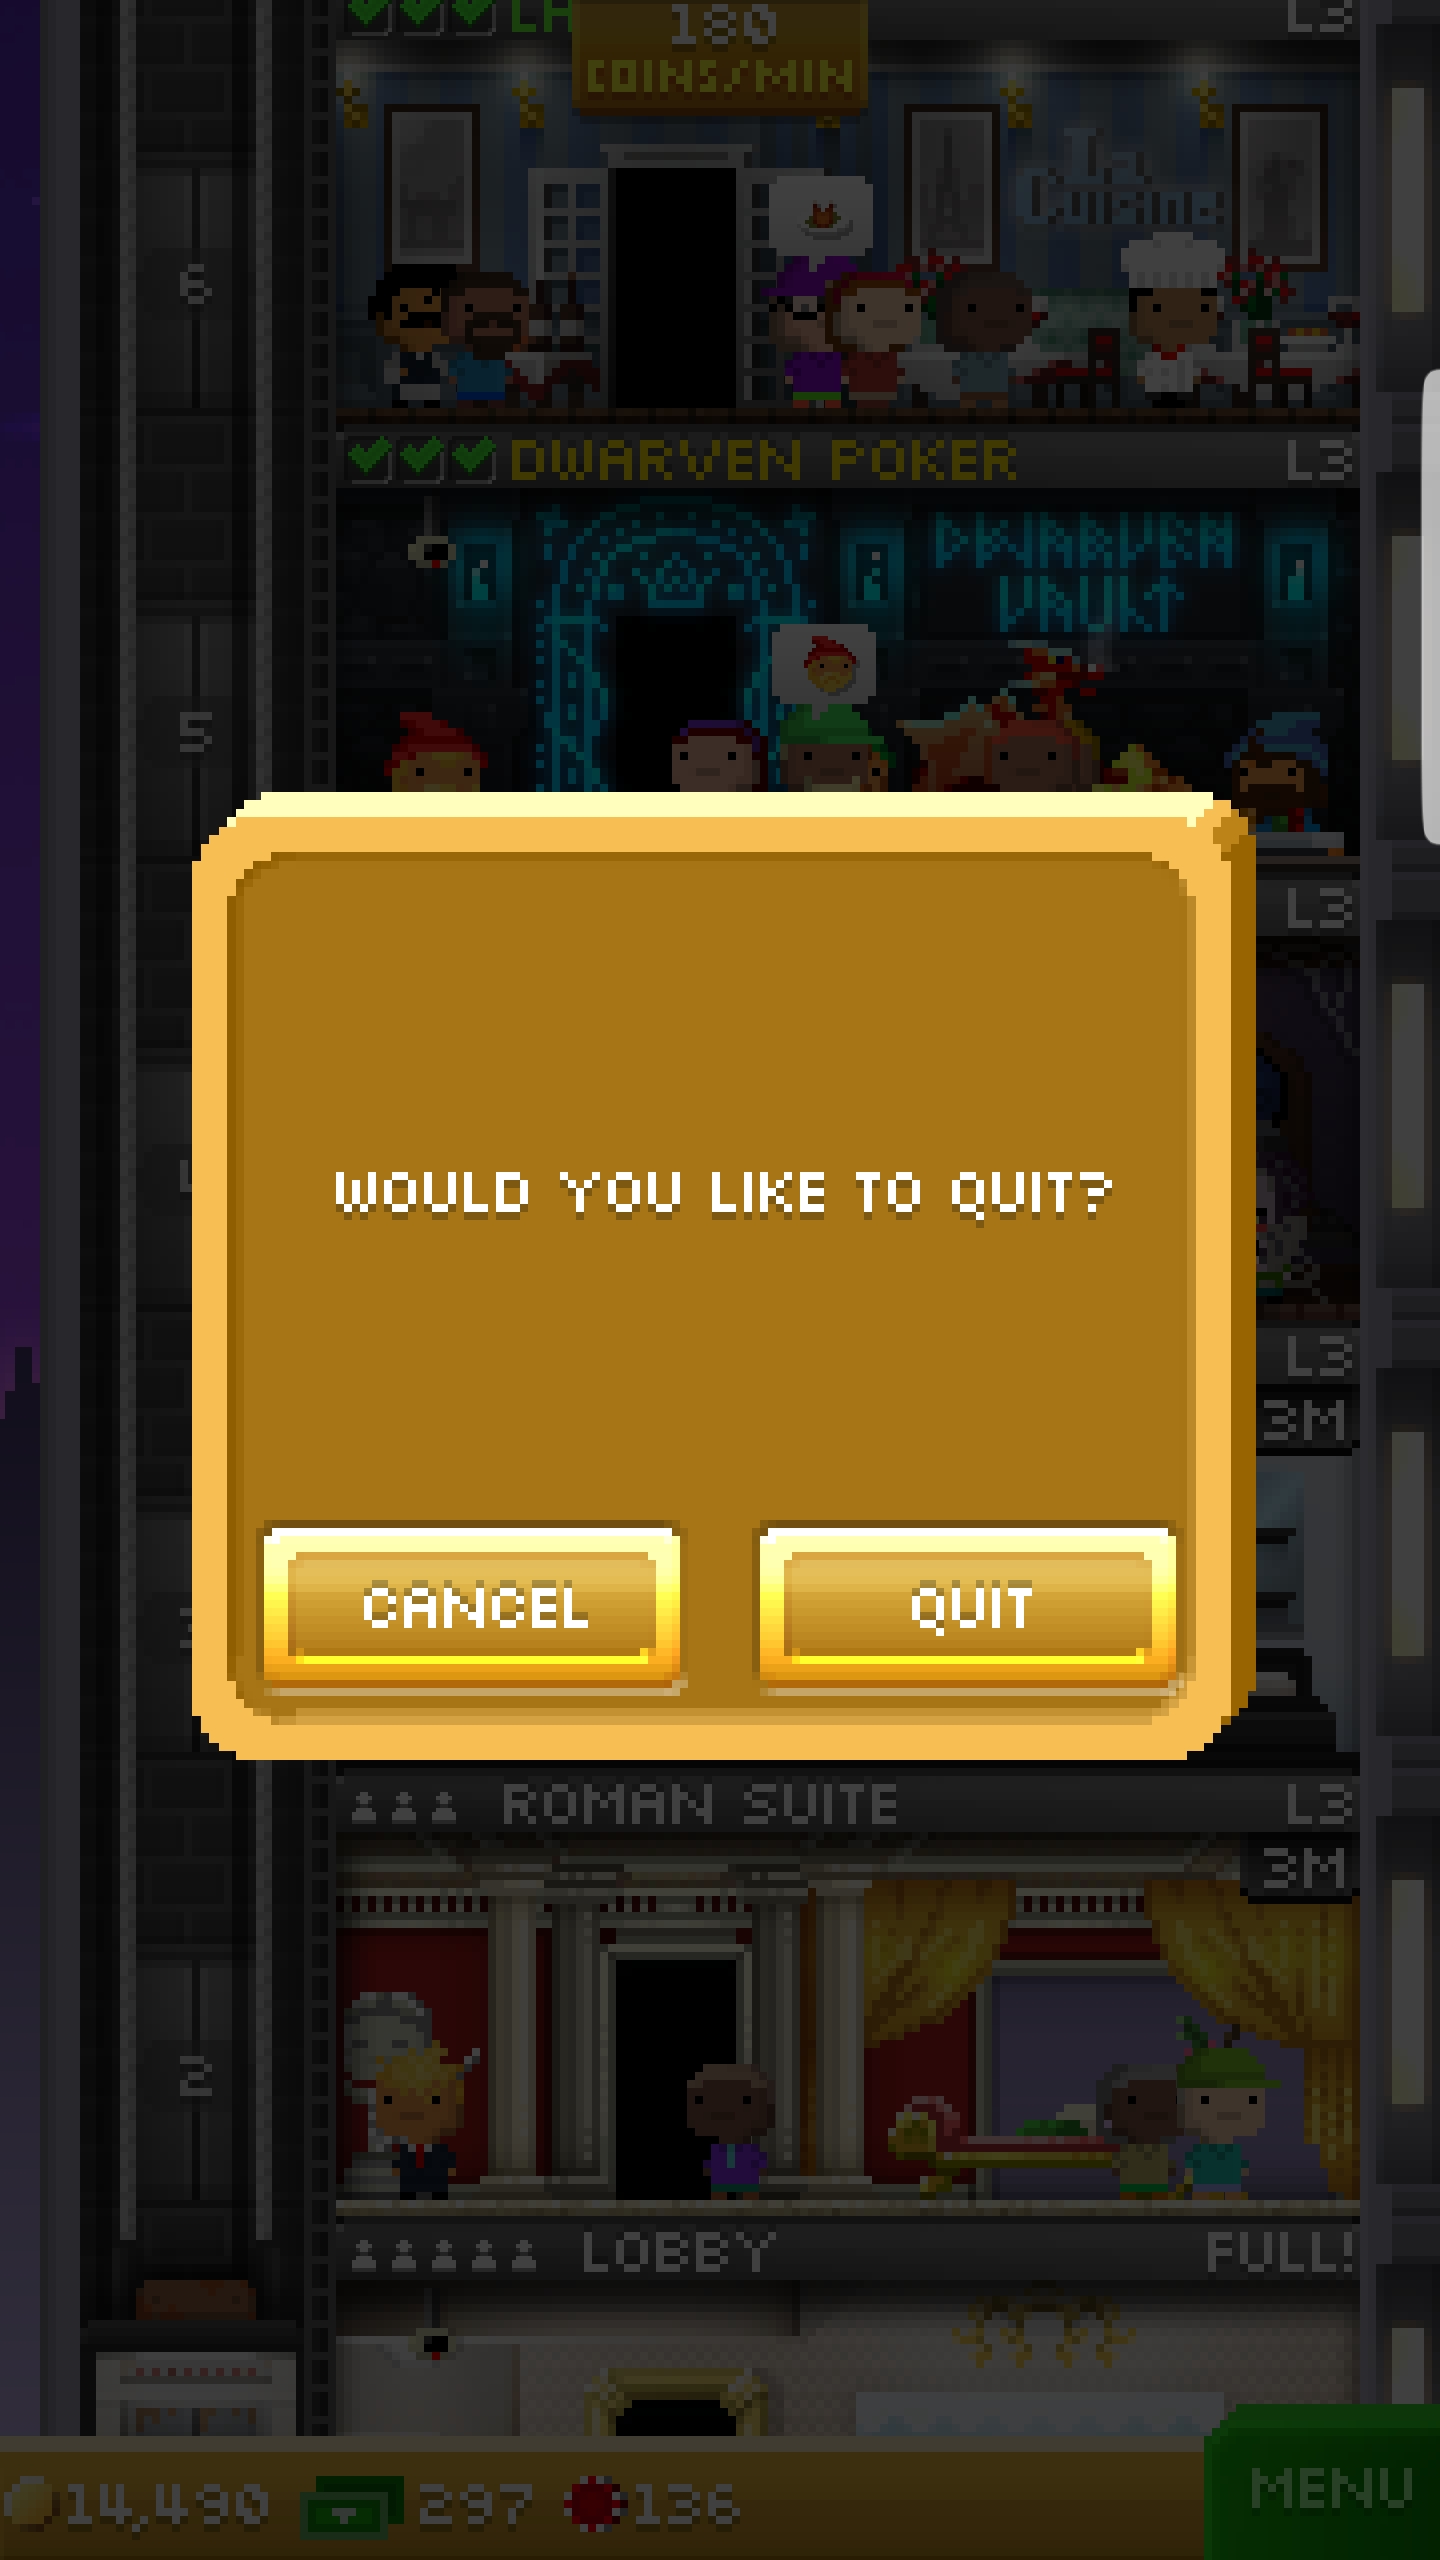 LH
L3
180
COINS/MIN
La
Cuisine
6
DWARVEN POKER
L3
DWARVEN
VAULT
5
L3
WOULD YOU LIKE TO QUIT?
L3
3M
CANCEL
QUIT
ROMAN SUITE
L3
3M
2
LOBBY
FULL!
14,490
297
136
MENU